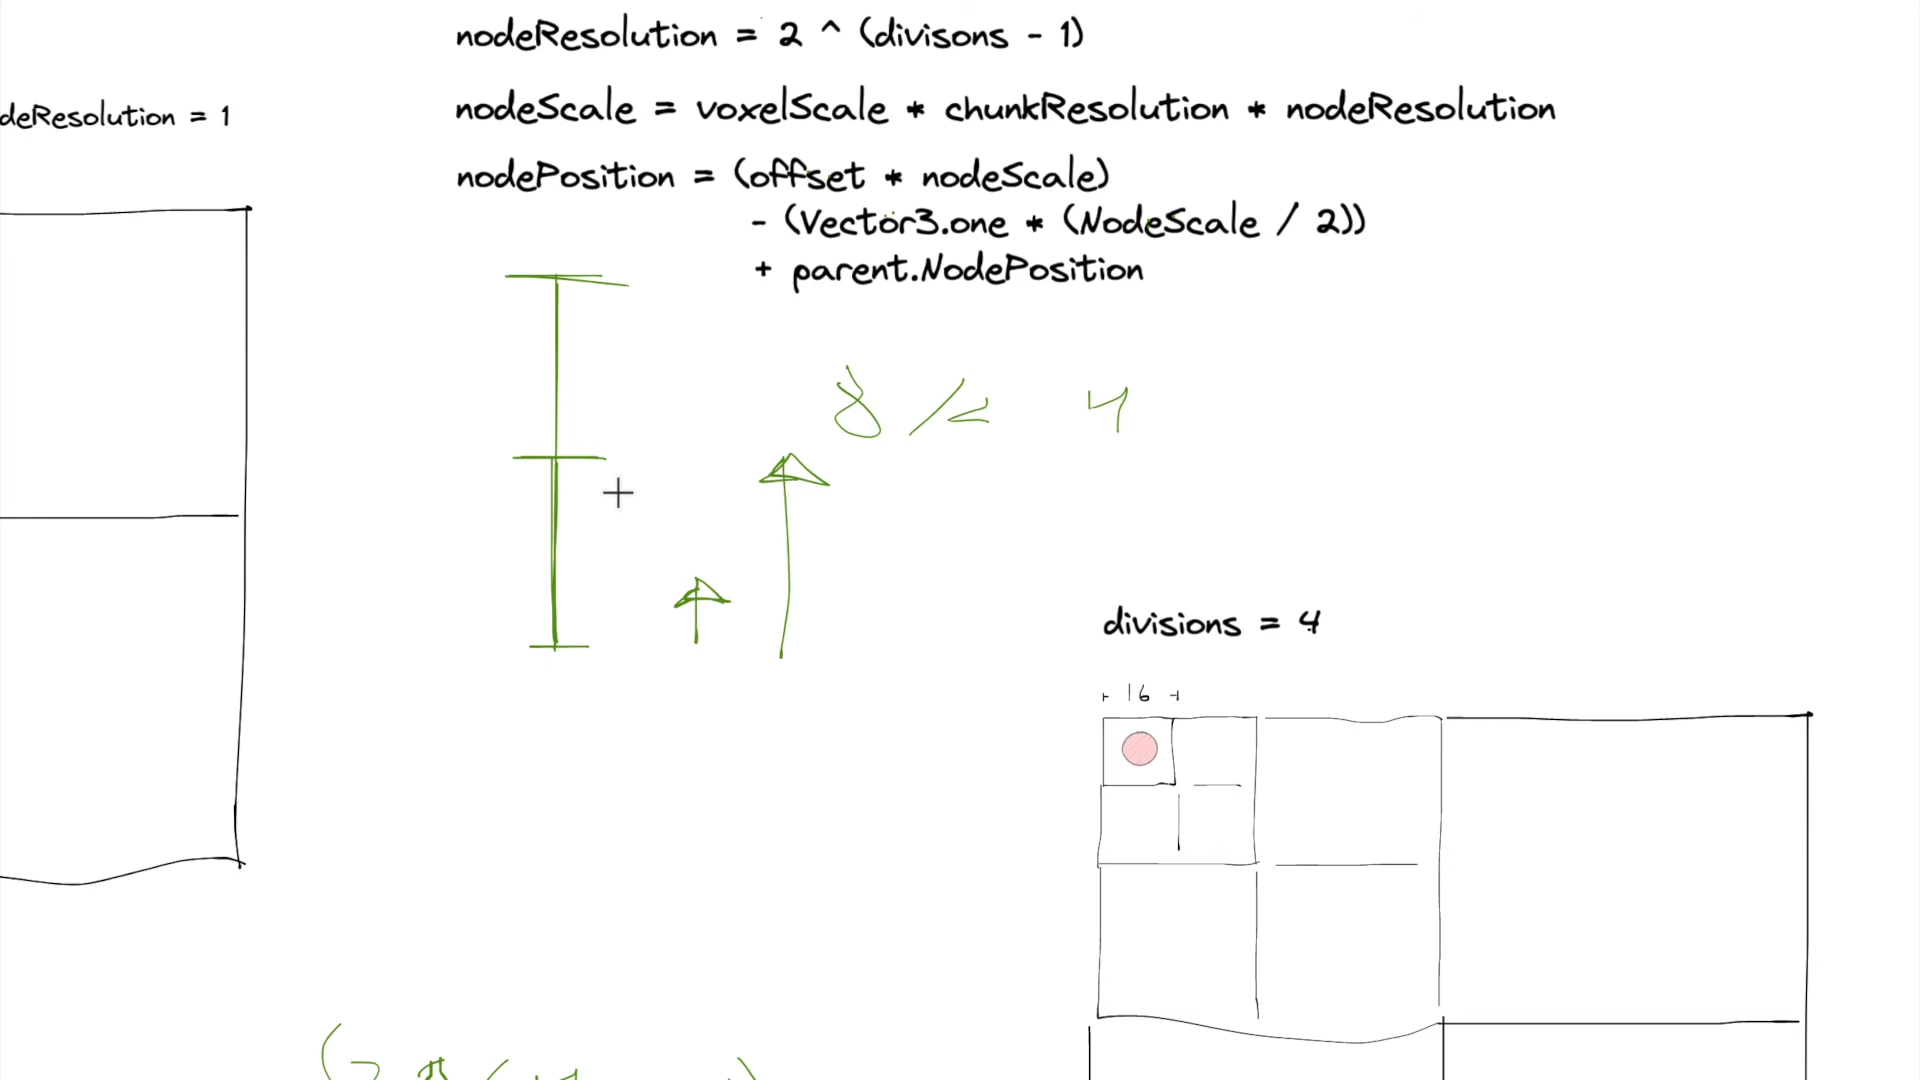 nodeResolution = 2 ^ (divisons - 1)
deResolution = 1
nodeScale = voxelScale * chunkResolution * nodeResolution
nodePosition = (offset * nodeScale)
- (Vector3.one * (NodeScale / 2))
+ parent.NodePosition
8 / 2 4
divisions = 4
16